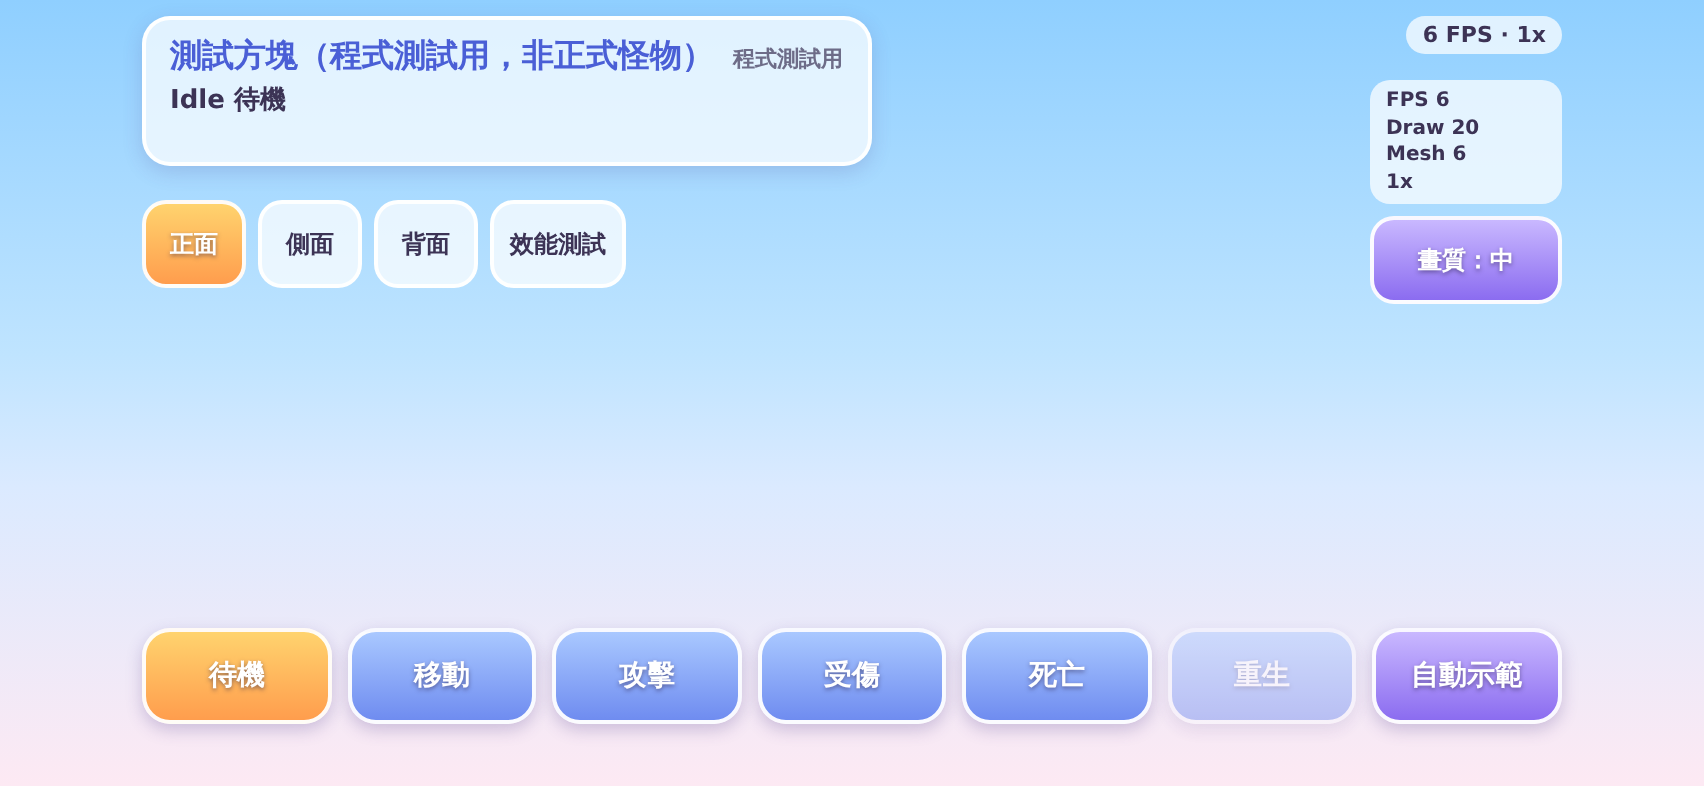 測試方塊（程式測試用，非正式怪物） 程式測試用
Idle 待機
6 FPS · 1x
FPS 6
Draw 20
Mesh 6
1x
畫質：中
正面
側面
背面
效能測試
待機
移動
攻擊
受傷
死亡
重生
自動示範